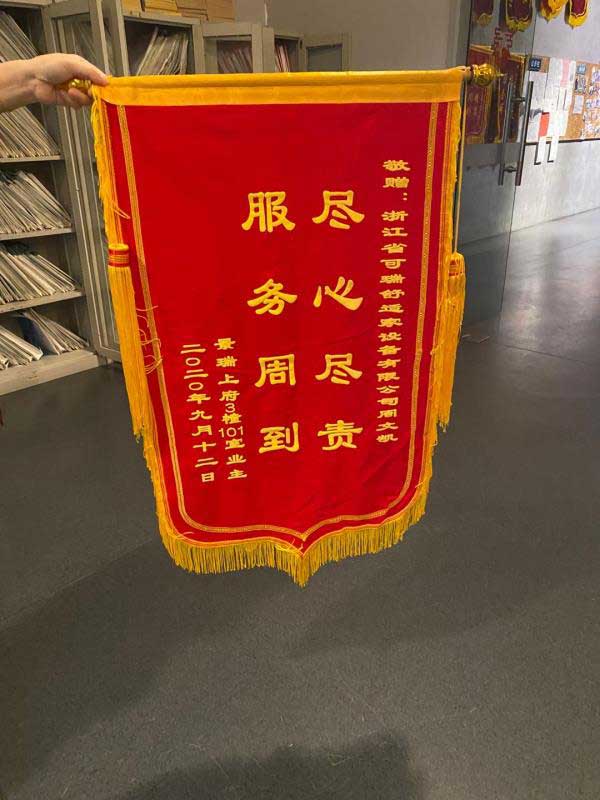 敬赠：浙江省可瑞舒适家设备有限公司周文凯
尽心尽责
服务周到
景瑞上府3幢101室业主
二〇二〇年九月十二日